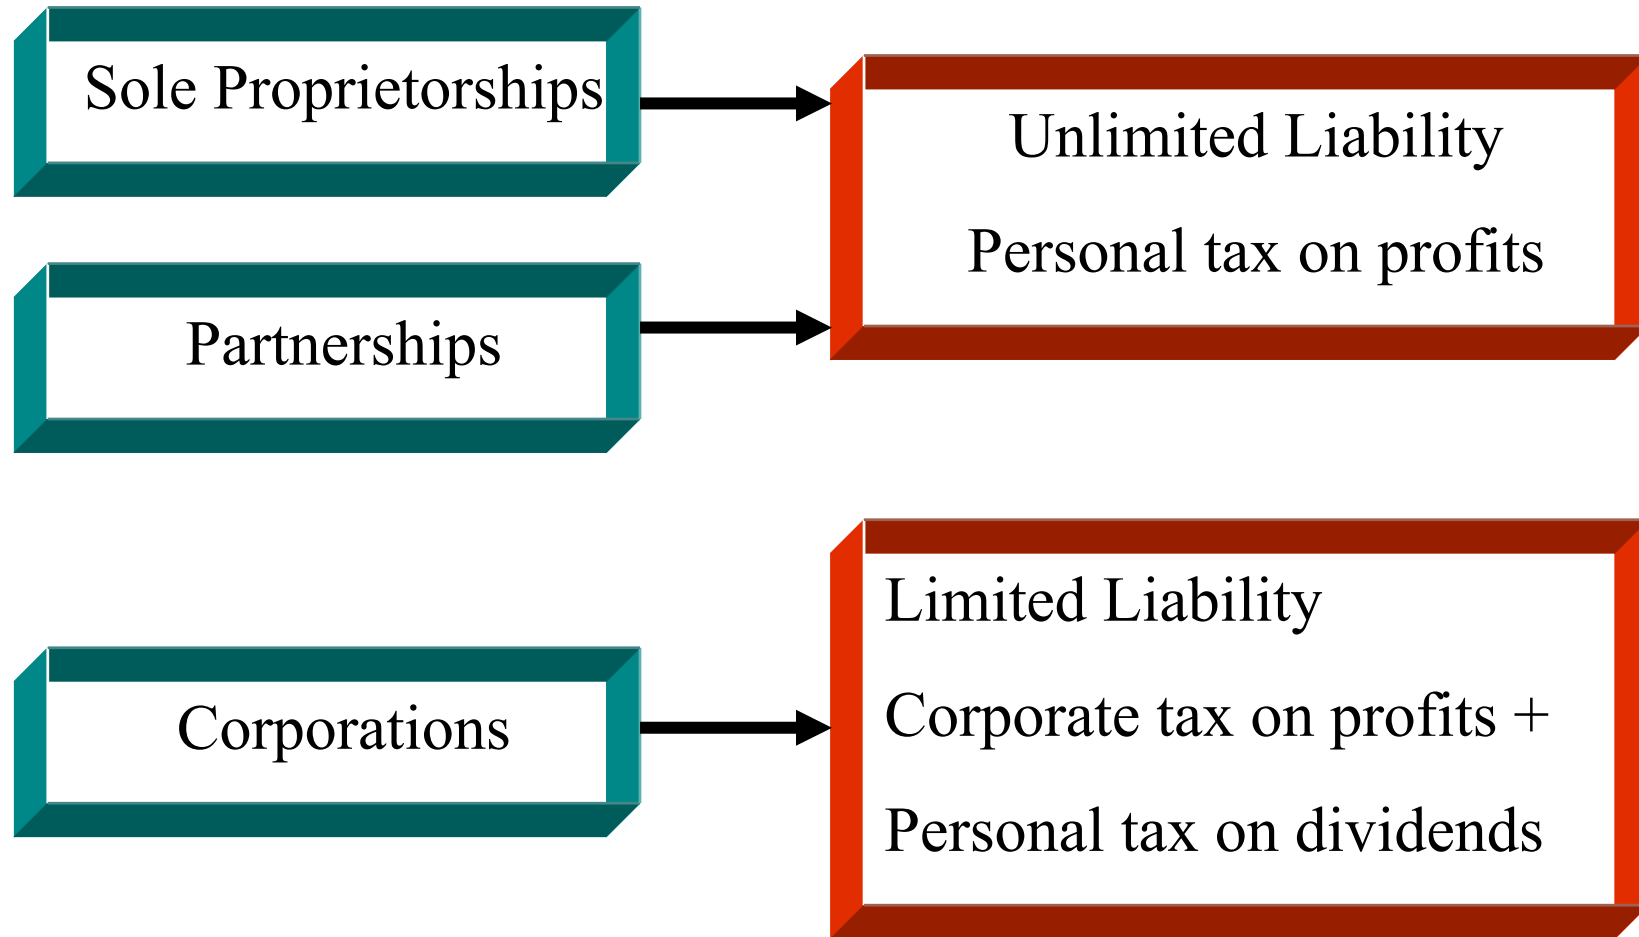 Sole Proprietorships
Unlimited Liability
Personal tax on profits
Partnerships
Corporations
Limited Liability
Corporate tax on profits +
Personal tax on dividends